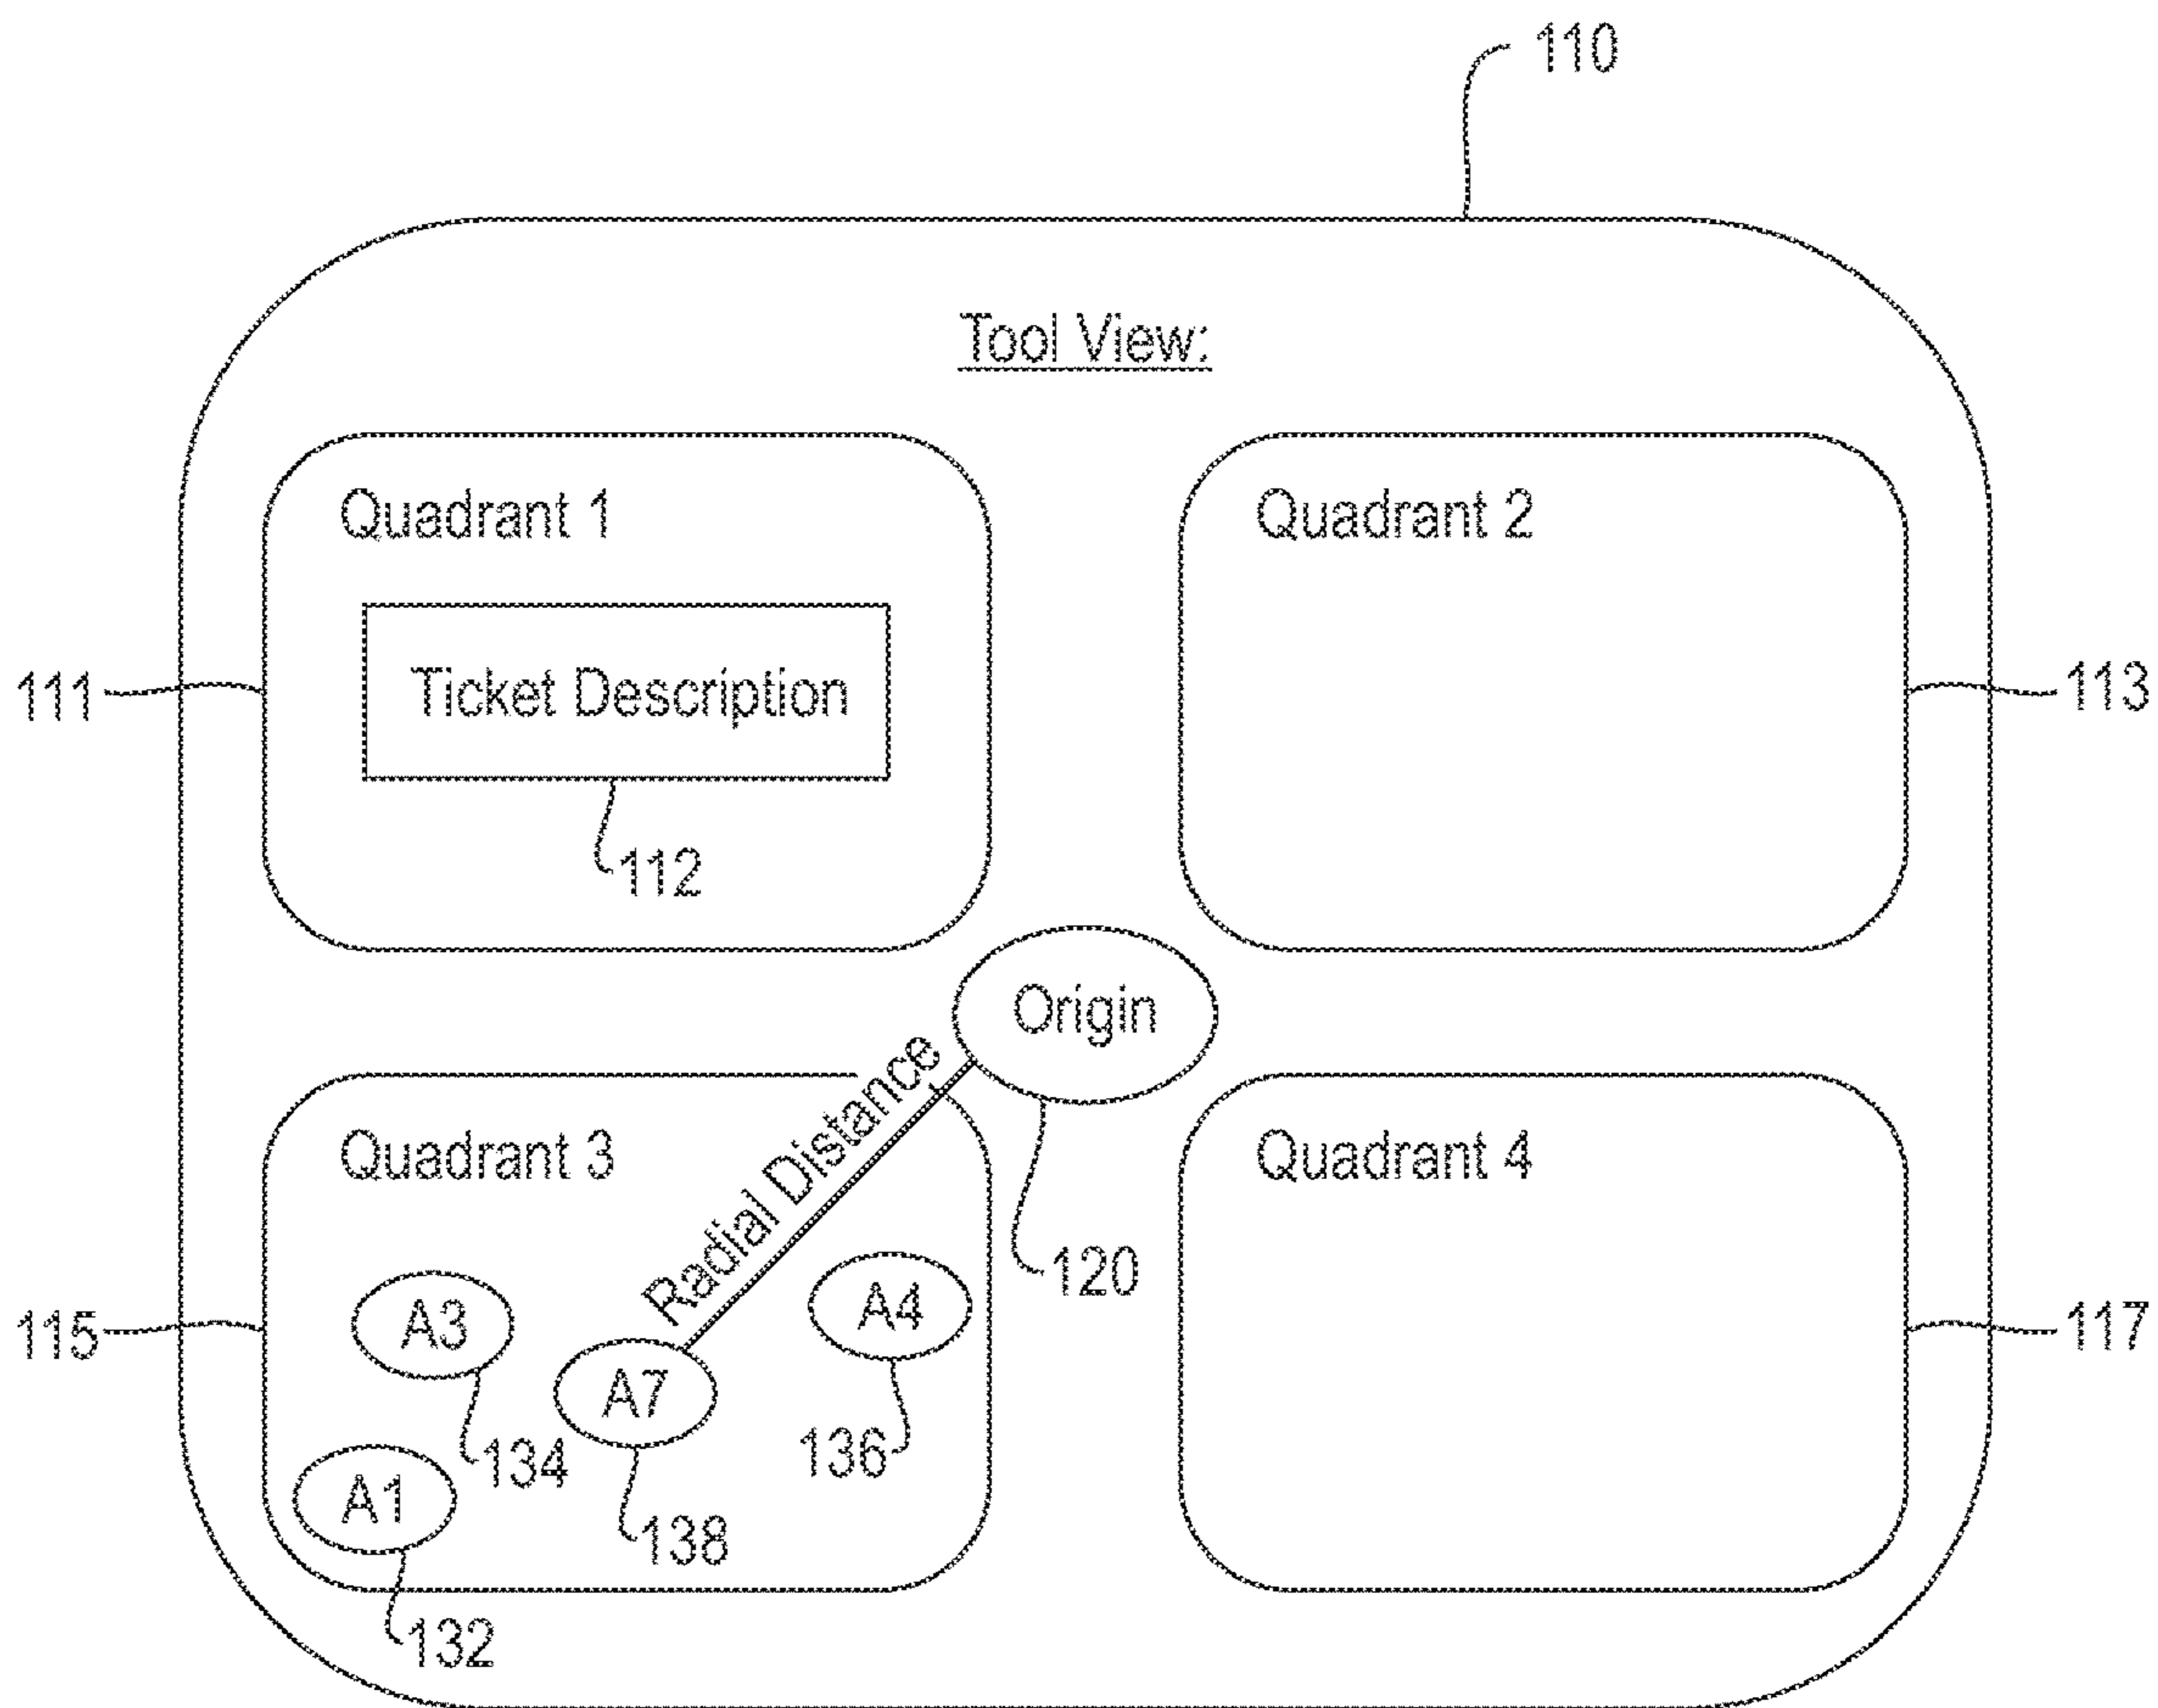 110
Tool View:
Quadrant 1
Quadrant 2
111
Ticket Description
113
112
Origin
Radial Distance
Quadrant 3
Quadrant 4
120
115
A3
A4
117
A7
134
136
A1
138
132